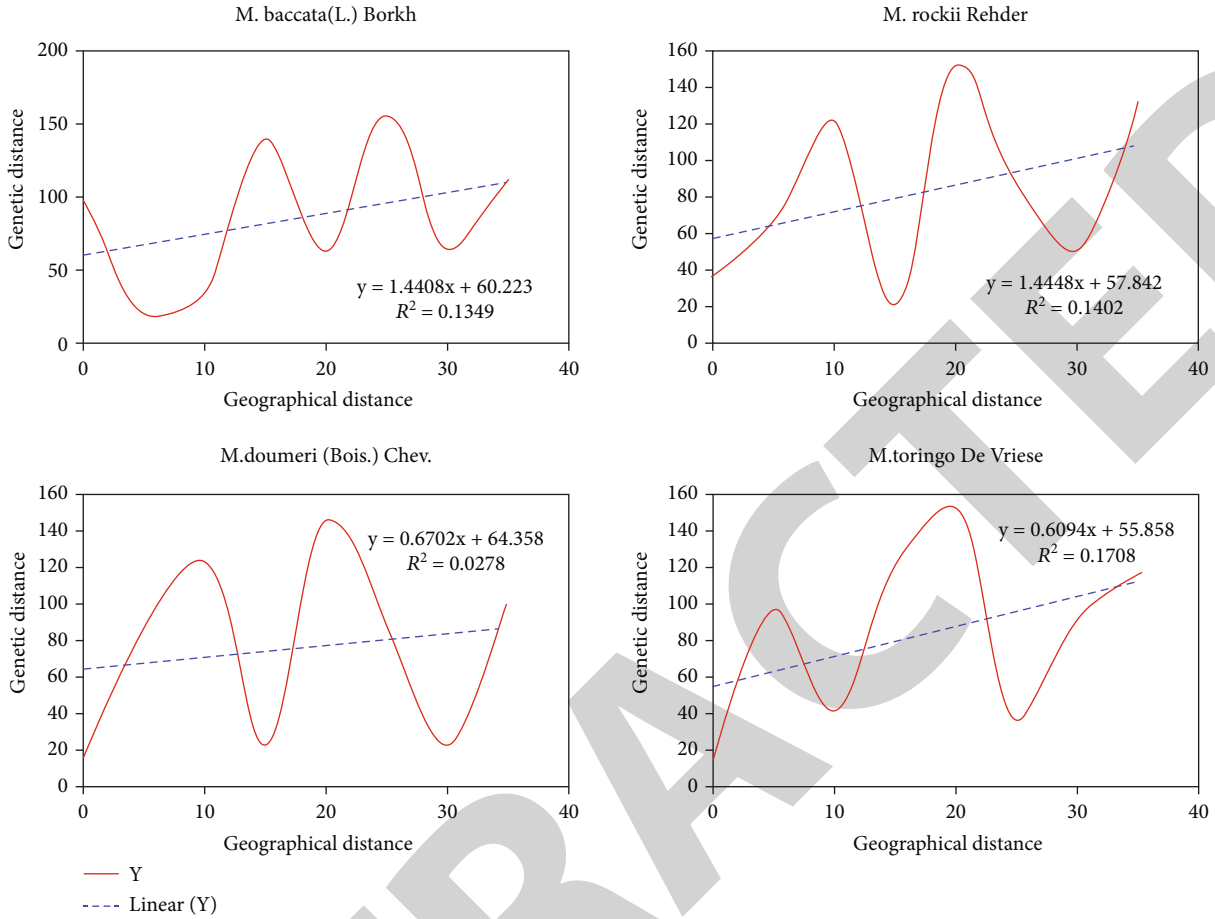 M. baccata(L.) Borkh
Genetic distance
200
150
100
50
0
y = 1.4408x + 60.223
R² = 0.1349
0 10 20 30 40
Geographical distance
M. rockii Rehder
Genetic distance
160
140
120
100
80
60
40
20
0
y = 1.4448x + 57.842
R² = 0.1402
0 10 20 30 40
Geographical distance
M.doumeri (Bois.) Chev.
Genetic distance
160
140
120
100
80
60
40
20
0
y = 0.6702x + 64.358
R² = 0.0278
0 10 20 30 40
Geographical distance
M.toringo De Vriese
Genetic distance
160
140
120
100
80
60
40
20
0
y = 0.6094x + 55.858
R² = 0.1708
0 10 20 30 40
Geographical distance
Y
Linear (Y)